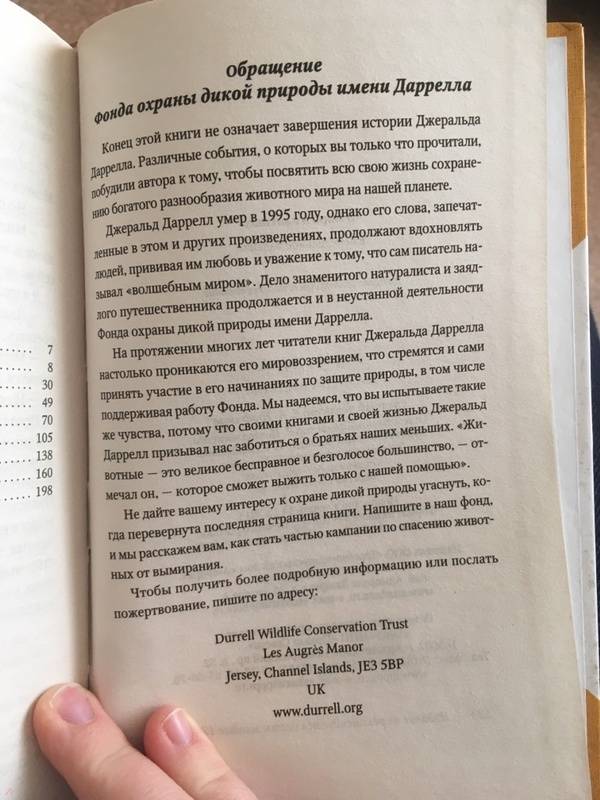 ..... 7
..... 8
..... 30
..... 49
..... 70
..... 105
..... 138
..... 160
..... 198
Обращение
фонда охраны дикой природы имени Даррелла
Конец этой книги не означает завершения истории Джеральда
Даррелла. Различные события, о которых вы только что прочитали,
побудили автора к тому, чтобы посвятить всю свою жизнь сохране-
нию богатого разнообразия животного мира на нашей планете.
Джеральд Даррелл умер в 1995 году, однако его слова, запечат-
ленные в этом и других произведениях, продолжают вдохновлять
людей, прививая им любовь и уважение к тому, что сам писатель на-
зывал «волшебным миром». Дело знаменитого натуралиста и заяд-
лого путешественника продолжается и в неустанной деятельности
Фонда охраны дикой природы имени Даррелла.
На протяжении многих лет читатели книг Джеральда Даррелла
настолько проникаются его мировоззрением, что стремятся и сами
принять участие в его начинаниях по защите природы, в том числе
поддерживая работу Фонда. Мы надеемся, что вы испытываете такие
же чувства, потому что своими книгами и своей жизнью Джеральд
Даррелл призывал нас заботиться о братьях наших меньших. «Жи-
вотные — это великое бесправное и безголосое большинство, — от-
мечал он, — которое сможет выжить только с нашей помощью».
Не дайте вашему интересу к охране дикой природы угаснуть, ко-
гда перевернута последняя страница книги. Напишите в наш фонд,
и мы расскажем вам, как стать частью кампании по спасению живот-
ных от вымирания.
Чтобы получить более подробную информацию или послать
пожертвование, пишите по адресу:
Durrell Wildlife Conservation Trust
Les Augrès Manor
Jersey, Channel Islands, JE3 5BP
UK
www.durrell.org